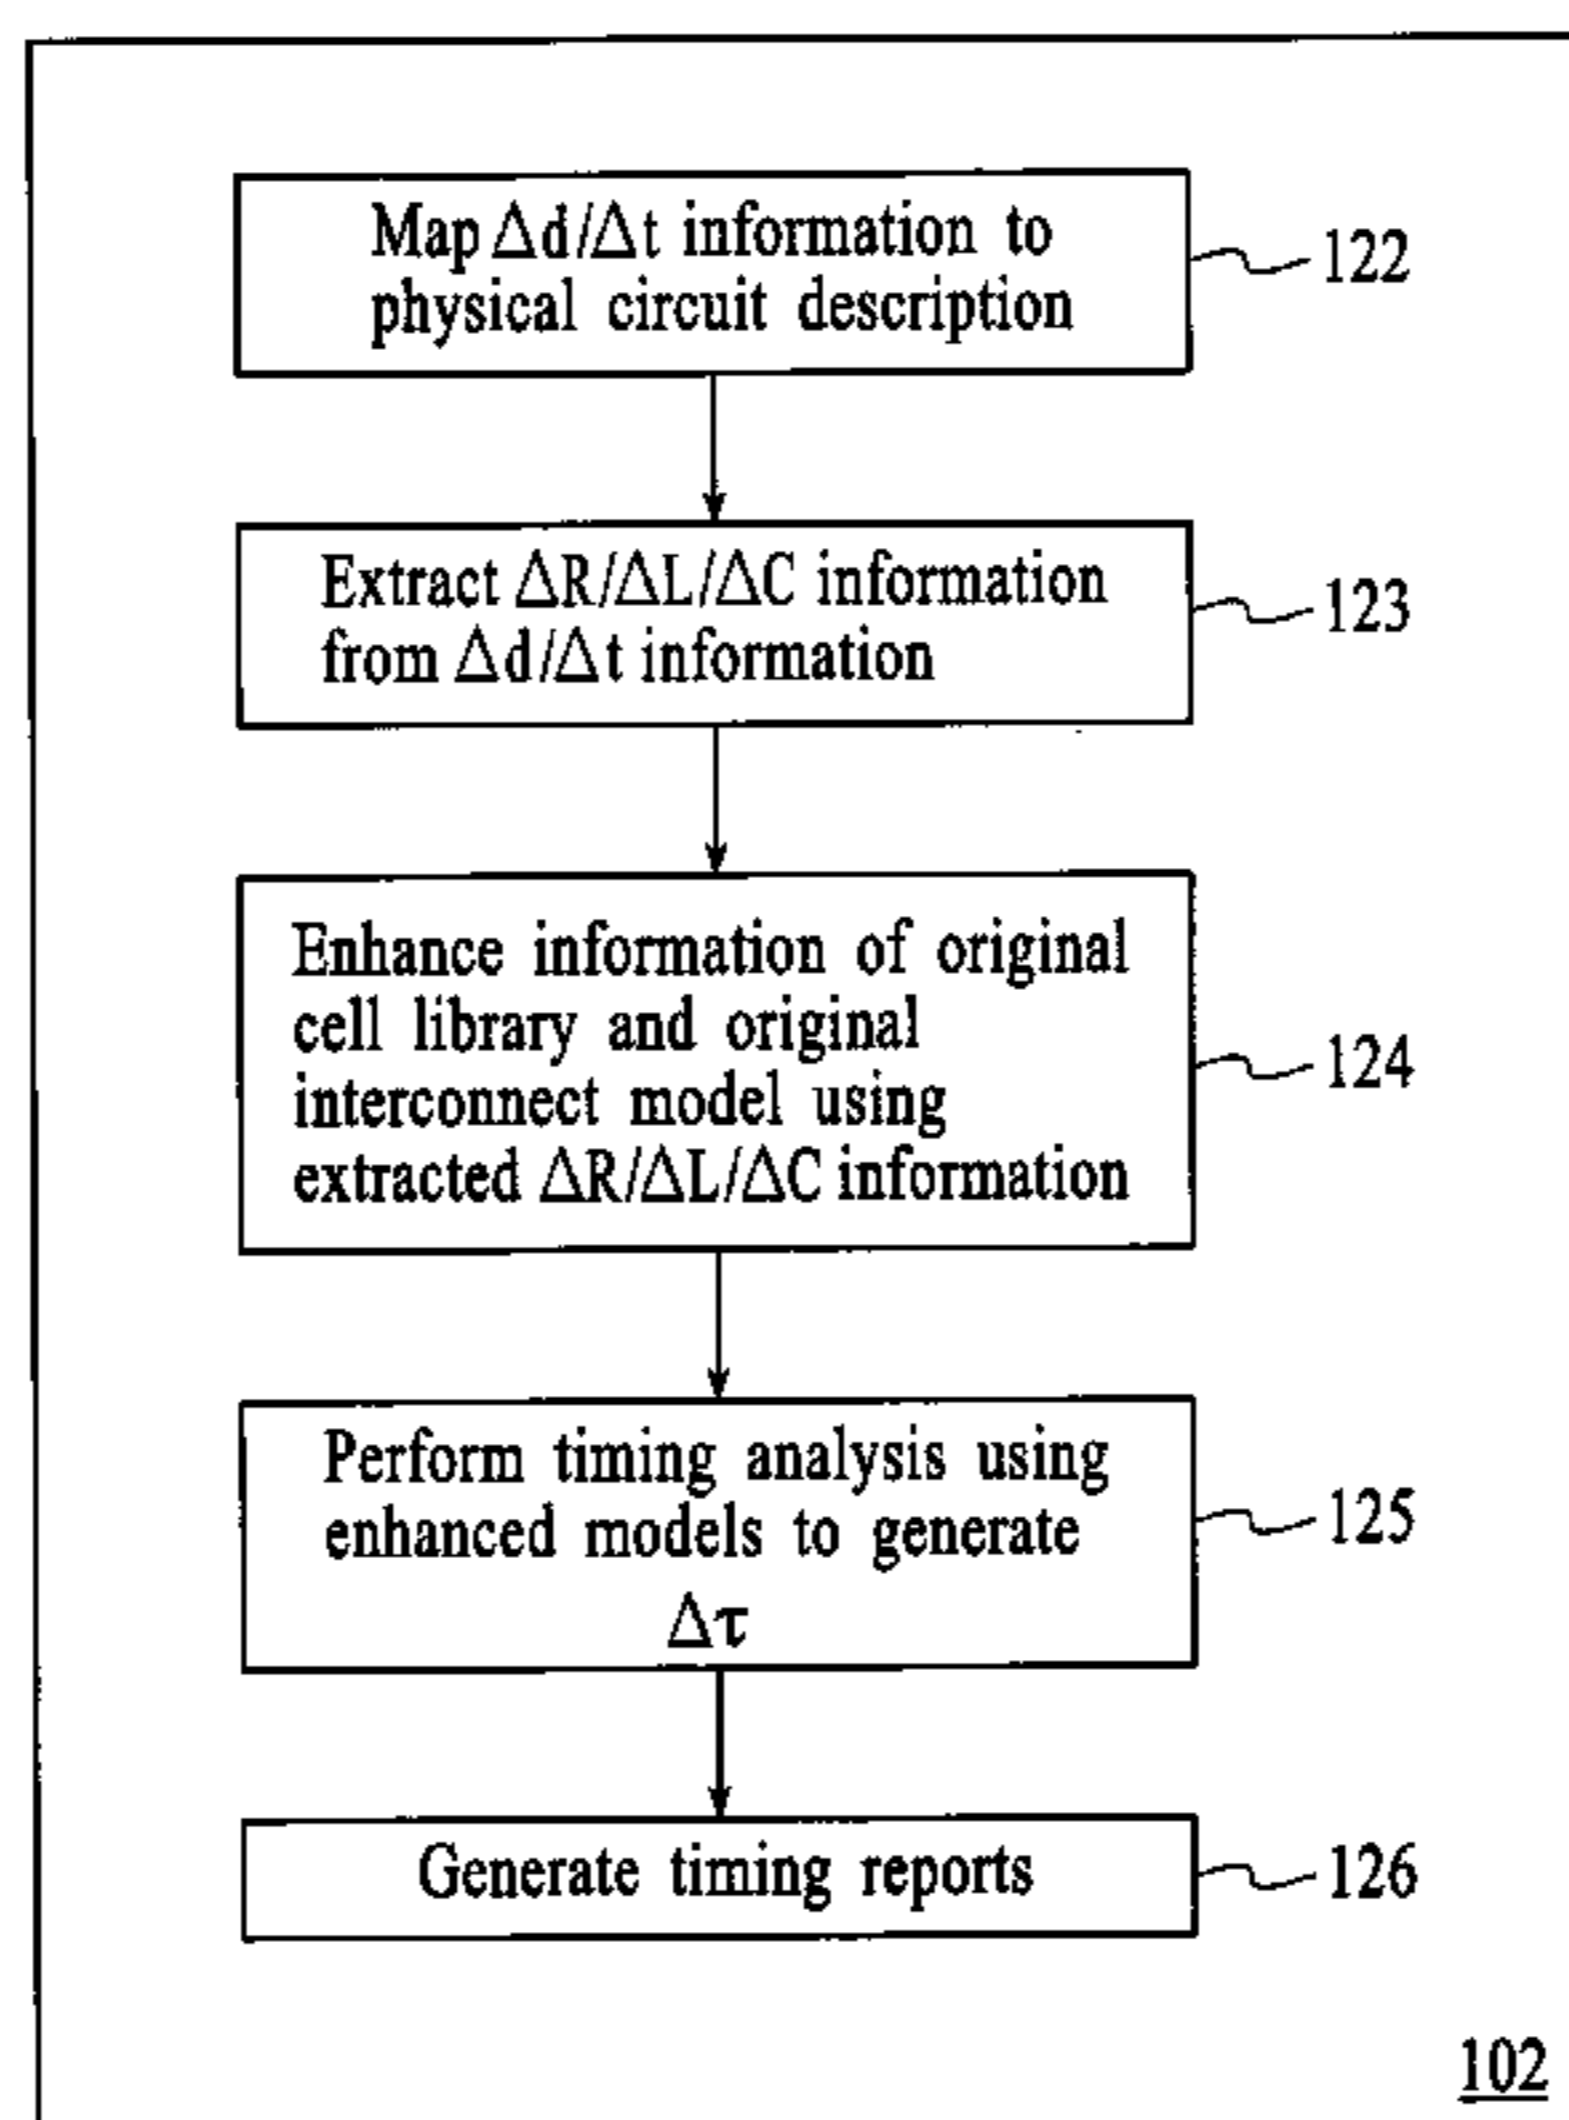 Map Δd/Δt information to
physical circuit description
122
Extract ΔR/ΔL/ΔC information
from Δd/Δt information
123
Enhance information of original
cell library and original
interconnect model using
extracted ΔR/ΔL/ΔC information
124
Perform timing analysis using
enhanced models to generate
Δτ
125
Generate timing reports
126
102